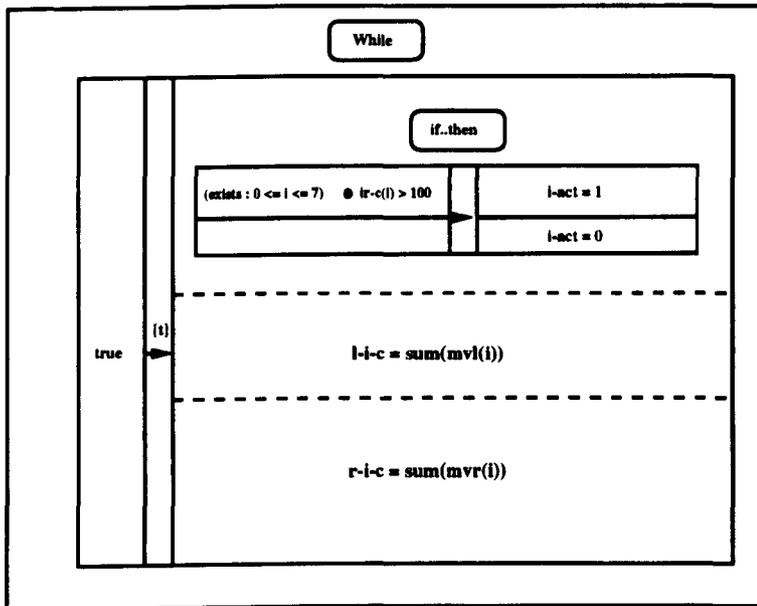 While
if..then
(exists : 0 <= i <= 7) ● ir-c(i) > 100
i-act = 1
i-act = 0
{t}
true
l-i-c = sum(mvl(i))
r-i-c = sum(mvr(i))